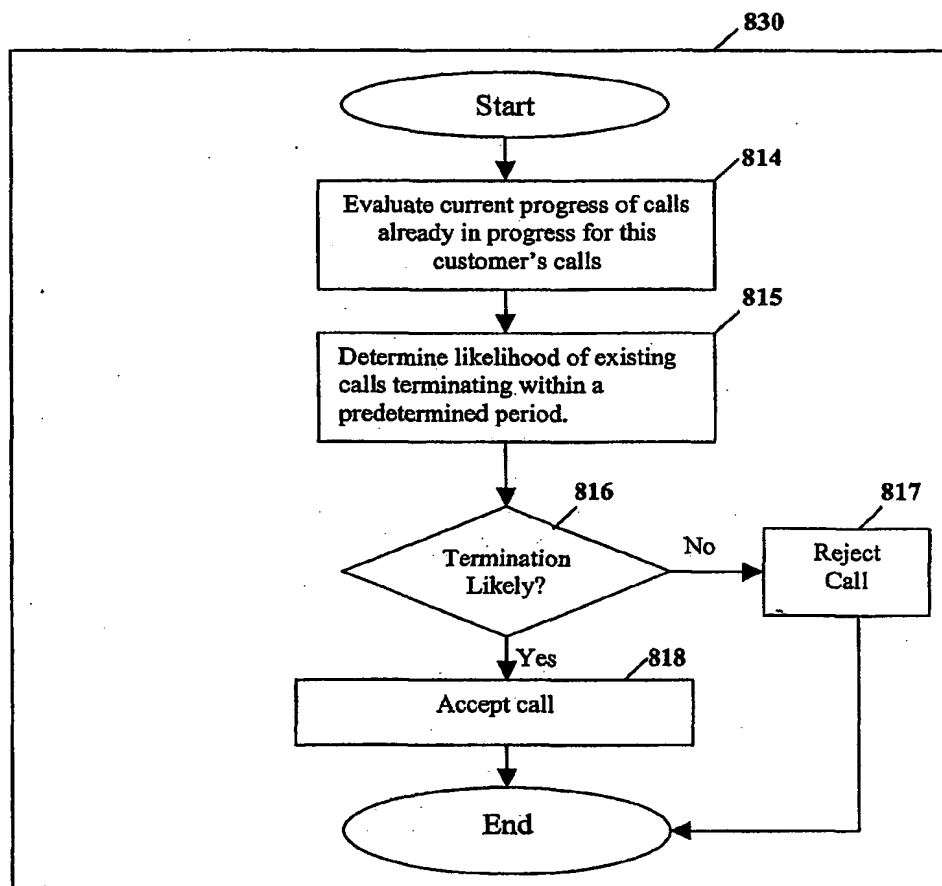 830
Start
814
Evaluate current progress of calls
already in progress for this
customer's calls
815
Determine likelihood of existing
calls terminating within a
predetermined period.
816
Termination
Likely?
No
817
Reject
Call
Yes
818
Accept call
End